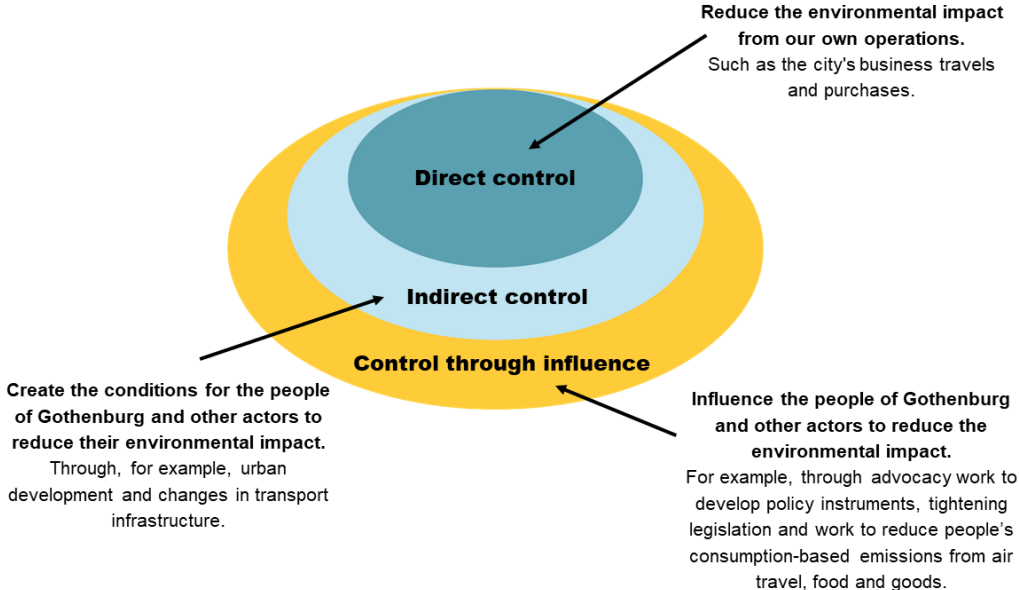 Reduce the environmental impact
from our own operations.
Such as the city's business travels
and purchases.
Direct control
Indirect control
Control through influence
Create the conditions for the people
of Gothenburg and other actors to
reduce their environmental impact.
Through, for example, urban
development and changes in transport
infrastructure.
Influence the people of Gothenburg
and other actors to reduce the
environmental impact.
For example, through advocacy work to
develop policy instruments, tightening
legislation and work to reduce people’s
consumption-based emissions from air
travel, food and goods.